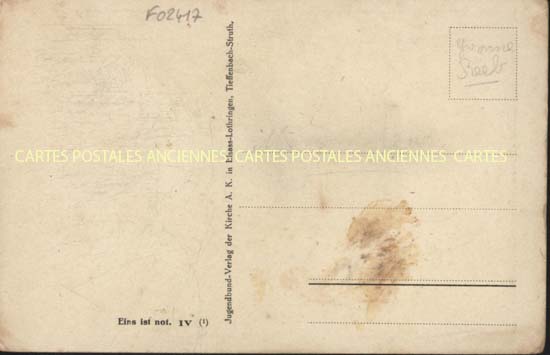 F02417
CARTES POSTALES ANCIENNES CARTES POSTALES ANCIENNES CARTES
Jugendbund-Verlag der Kirche A. K. in Elsass-Lothringen, Tieffenbach-Struth.
Eins ist not. IV (1)